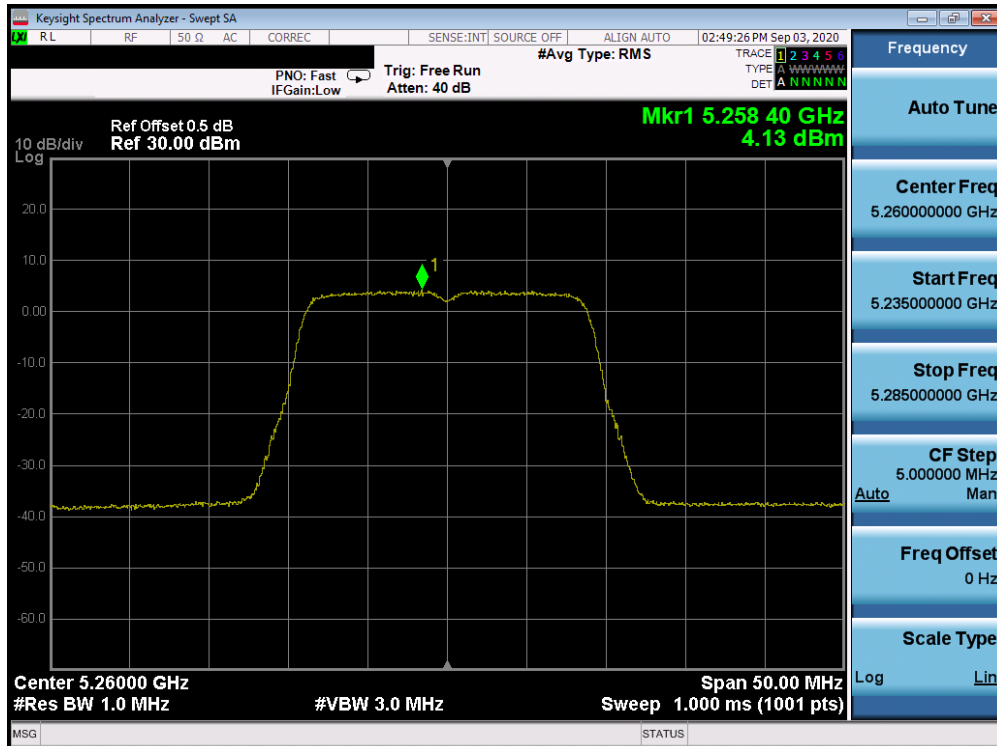 Keysight Spectrum Analyzer - Swept SA
LXI RL RF 50 Ω AC CORREC SENSE:INT SOURCE OFF ALIGN AUTO 02:49:26 PM Sep 03, 2020
#Avg Type: RMS
TRACE 1 2 3 4 5 6
TYPE A WWWWW
DET A N N N N N
PNO: Fast
IFGain:Low
Trig: Free Run
Atten: 40 dB
Mkr1 5.258 40 GHz
4.13 dBm
Ref Offset 0.5 dB
10 dB/div Ref 30.00 dBm
Log
20.0
10.0
1
0.00
-10.0
-20.0
-30.0
-40.0
-50.0
-60.0
Center 5.26000 GHz Span 50.00 MHz
#Res BW 1.0 MHz #VBW 3.0 MHz Sweep 1.000 ms (1001 pts)
MSG STATUS
Frequency
Auto Tune
Center Freq
5.260000000 GHz
Start Freq
5.235000000 GHz
Stop Freq
5.285000000 GHz
CF Step
5.000000 MHz
Auto Man
Freq Offset
0 Hz
Scale Type
Log Lin